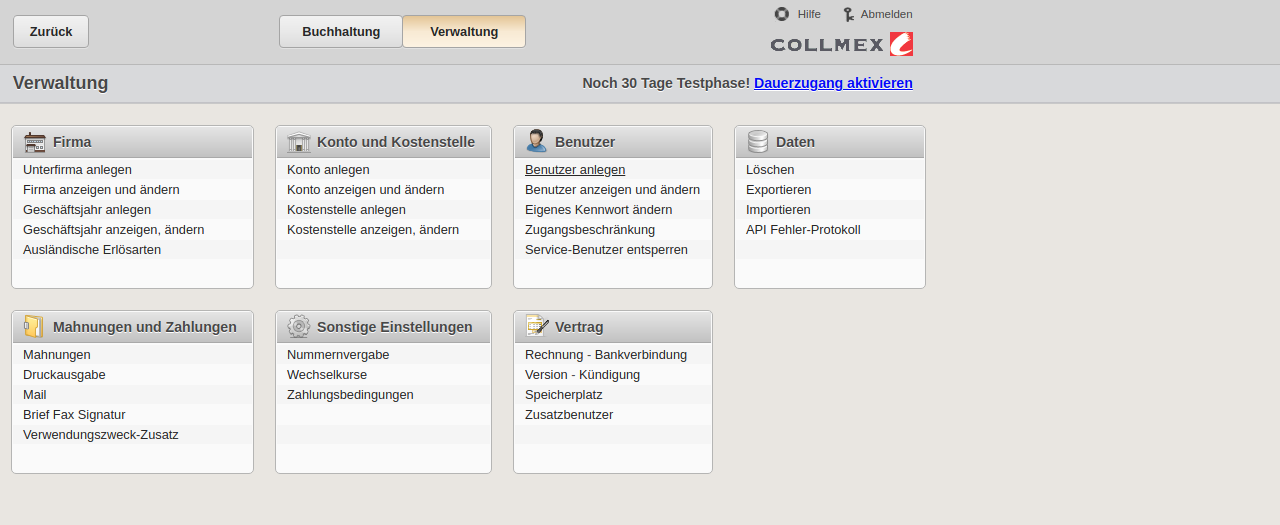 Zurück
Buchhaltung
Verwaltung
Hilfe
Abmelden
COLLMEX
Verwaltung
Noch 30 Tage Testphase! Dauerzugang aktivieren
Firma
Unterfirma anlegen
Firma anzeigen und ändern
Geschäftsjahr anlegen
Geschäftsjahr anzeigen, ändern
Ausländische Erlösarten
Konto und Kostenstelle
Konto anlegen
Konto anzeigen und ändern
Kostenstelle anlegen
Kostenstelle anzeigen, ändern
Benutzer
Benutzer anlegen
Benutzer anzeigen und ändern
Eigenes Kennwort ändern
Zugangsbeschränkung
Service-Benutzer entsperren
Daten
Löschen
Exportieren
Importieren
API Fehler-Protokoll
Mahnungen und Zahlungen
Mahnungen
Druckausgabe
Mail
Brief Fax Signatur
Verwendungszweck-Zusatz
Sonstige Einstellungen
Nummernvergabe
Wechselkurse
Zahlungsbedingungen
Vertrag
Rechnung - Bankverbindung
Version - Kündigung
Speicherplatz
Zusatzbenutzer